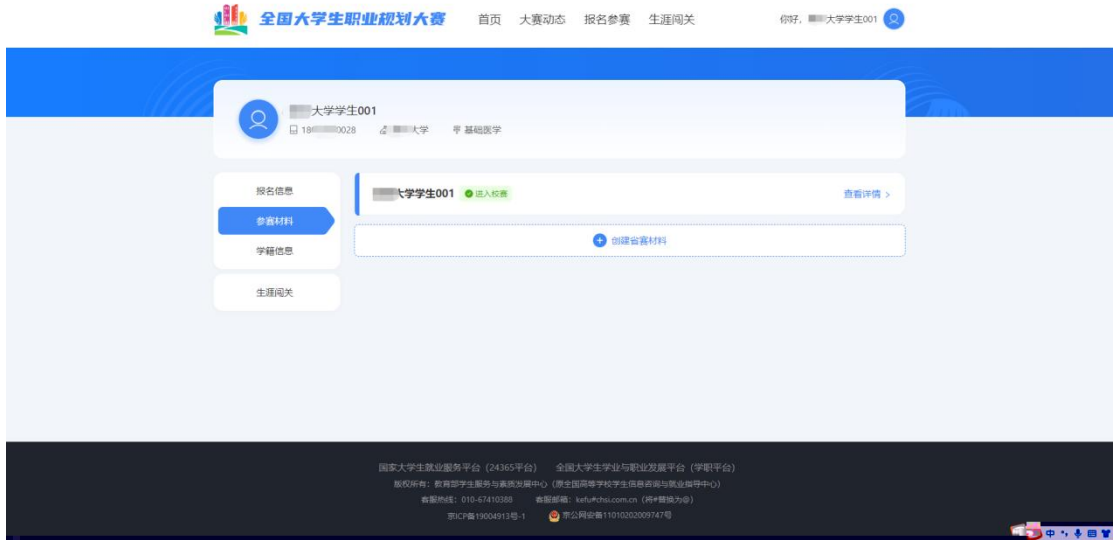 全国大学生职业规划大赛 首页 大赛动态 报名参赛 生涯闯关 你好, 大学学生001
大学学生001
18 0028 大学 基础医学
报名信息
大学学生001 进入校赛 查看详情 >
参赛材料
创建省赛材料
学籍信息
生涯闯关
国家大学生就业服务平台（24365平台） 全国大学生学业与职业发展平台（学职平台）
版权所有：教育部学生服务与素质发展中心（原全国高等学校学生信息咨询与就业指导中心）
客服热线：010-67410388 客服邮箱：kefu#chsi.com.cn（将#替换为@）
京ICP备19004913号-1 京公网安备11010202009747号
中